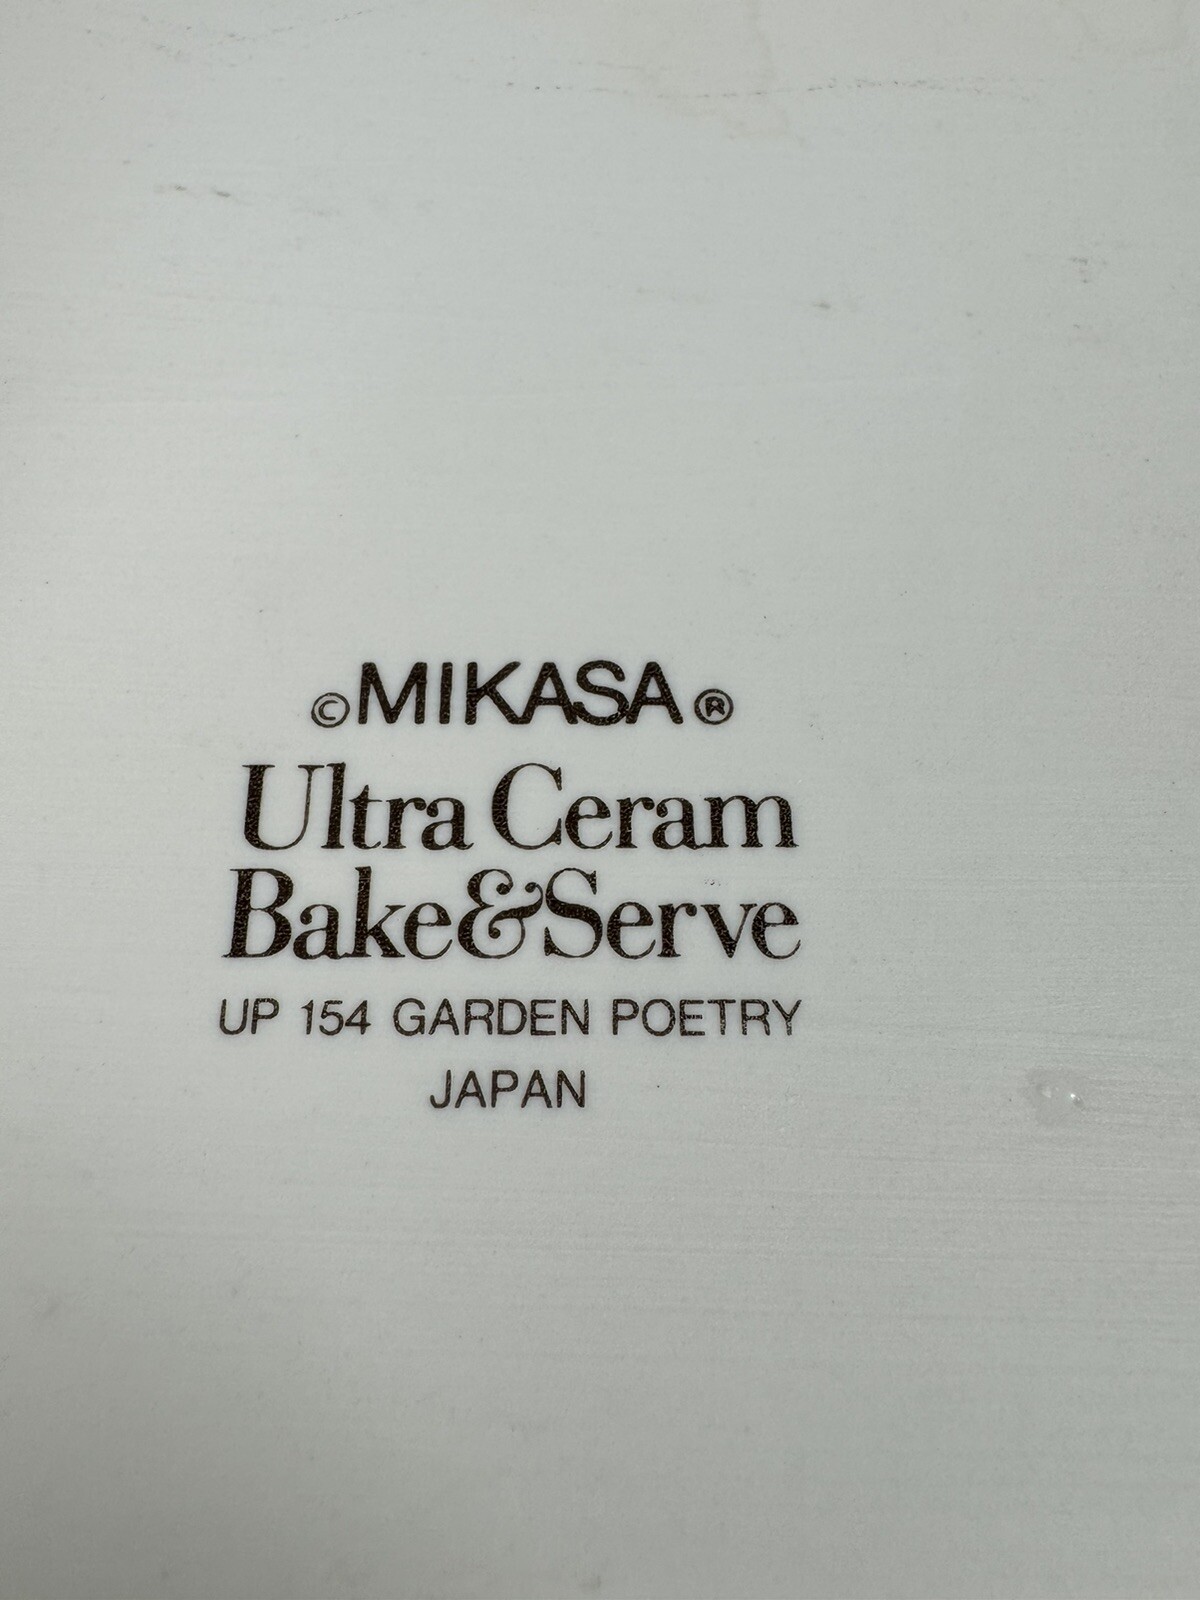 ©MIKASA®
Ultra Ceram
Bake&Serve
UP 154 GARDEN POETRY
JAPAN